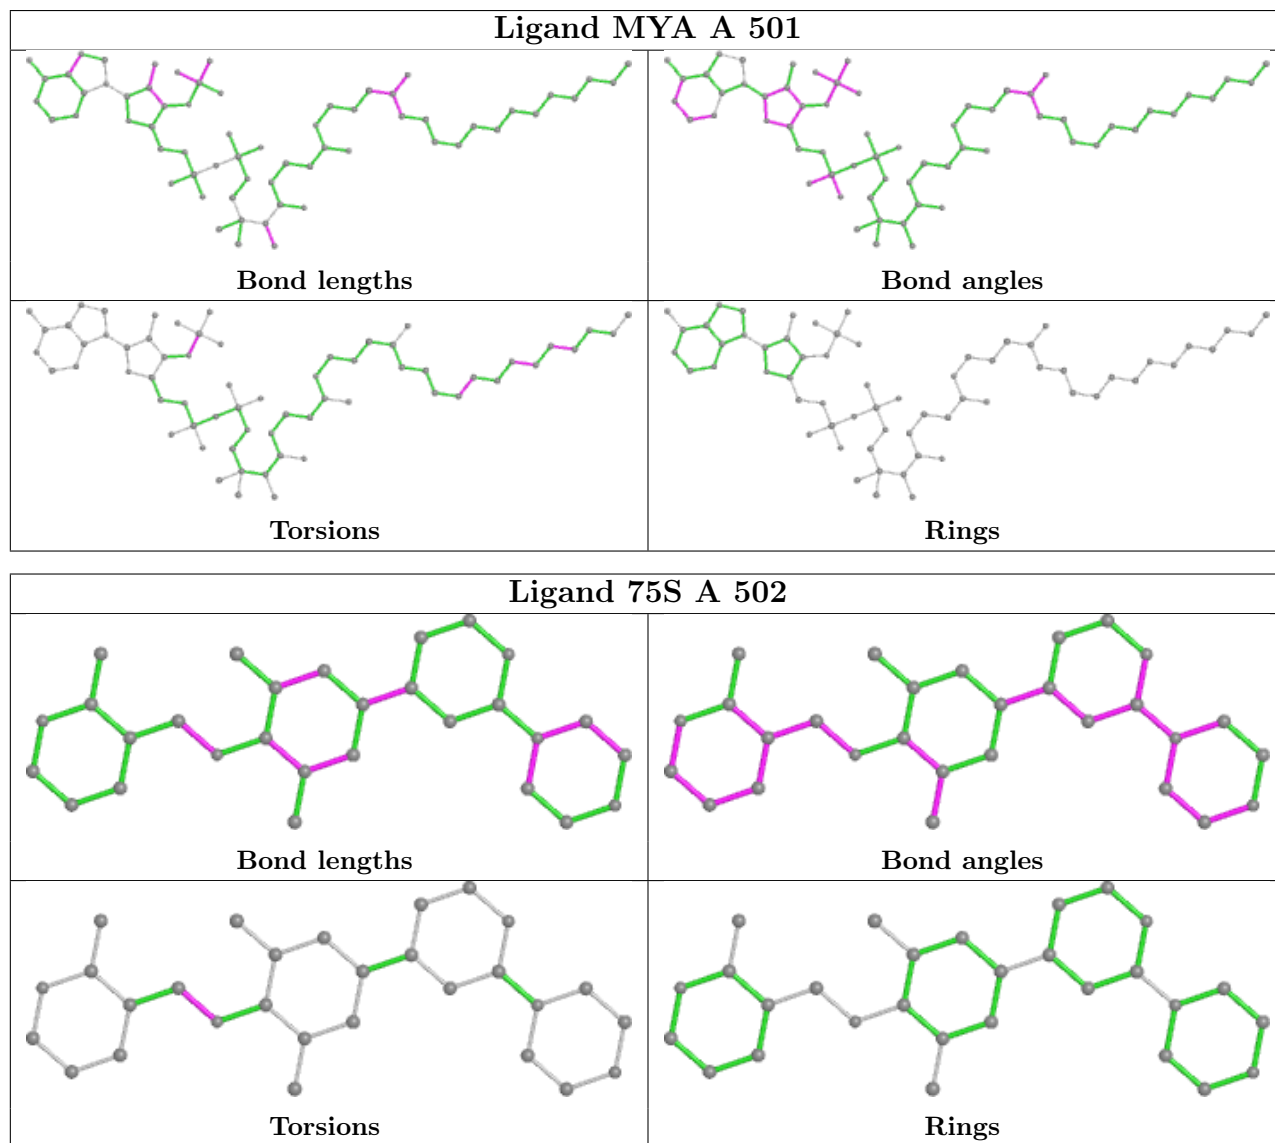 Ligand MYA A 501
Bond lengths
Bond angles
Torsions
Rings
Ligand 75S A 502
Bond lengths
Bond angles
Torsions
Rings